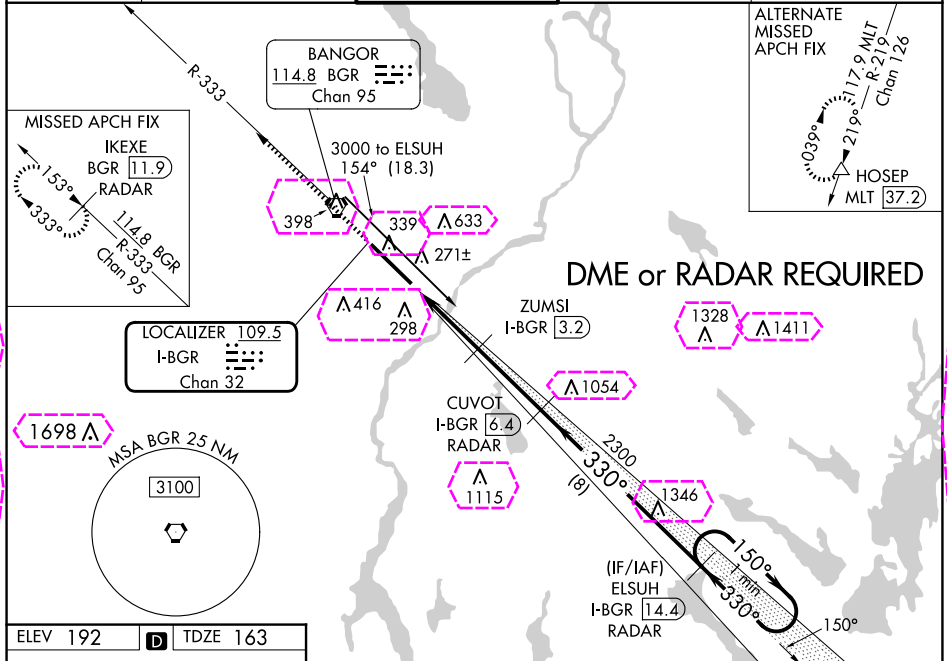 BANGOR
114.8 BGR
Chan 95
R-333
MISSED APCH FIX
IKEXE
BGR 11.9
RADAR
153°
333°
114.8 BGR
R-333
Chan 95
3000 to ELSUH
154° (18.3)
398
339
633
271±
416
298
LOCALIZER 109.5
I-BGR
Chan 32
ALTERNATE
MISSED
APCH FIX
117.9 MLT
R-219
Chan 126
039°
219°
HOSEP
MLT 37.2
DME or RADAR REQUIRED
ZUMSI
I-BGR 3.2
1328
1411
1054
CUVOT
I-BGR 6.4
RADAR
1115
2300
330°
(8)
1346
1698
MSA BGR 25 NM
3100
(IF/IAF)
ELSUH
I-BGR 14.4
RADAR
150°
1 min
330°
150°
ELEV 192 D TDZE 163